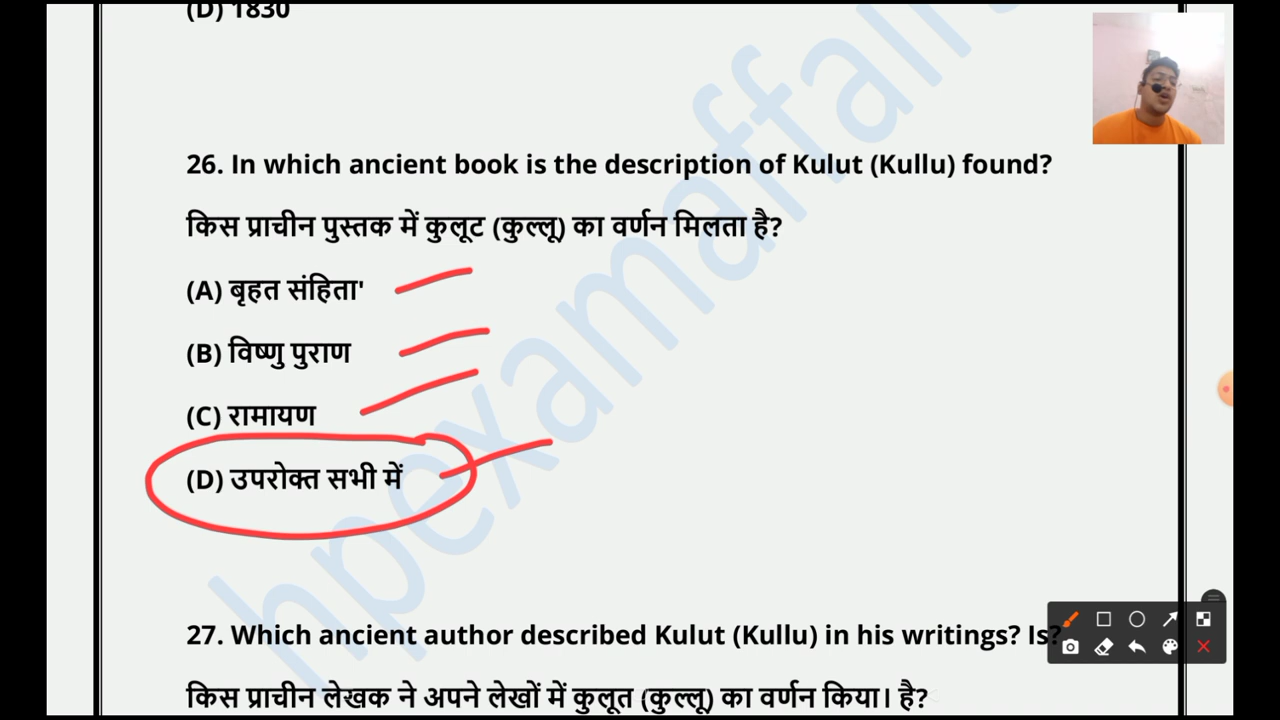 (D) 1830
26. In which ancient book is the description of Kulut (Kullu) found?
किस प्राचीन पुस्तक में कुलूट (कुल्लू) का वर्णन मिलता है?
(A) बृहत संहिता'
(B) विष्णु पुराण
(C) रामायण
(D) उपरोक्त सभी में
27. Which ancient author described Kulut (Kullu) in his writings? Is?
किस प्राचीन लेखक ने अपने लेखों में कुलूत (कुल्लू) का वर्णन किया। है?
hpexamaffair